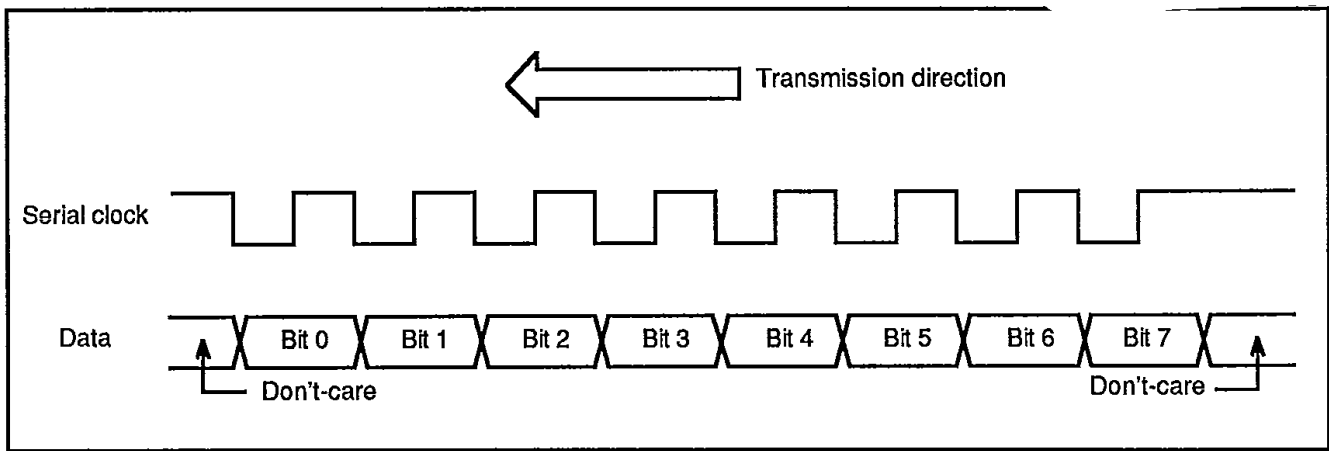 Transmission direction
Serial clock
Data
Bit 0 Bit 1 Bit 2 Bit 3 Bit 4 Bit 5 Bit 6 Bit 7
Don't-care Don't-care